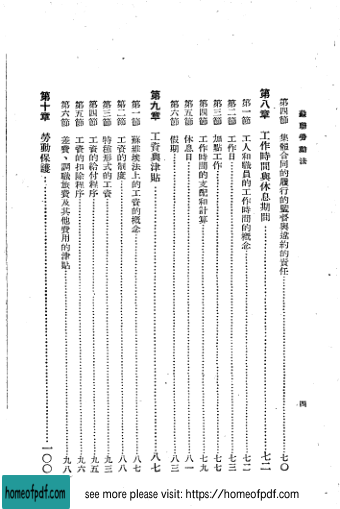 蘇聯勞動法
四
第四節 集體合同的履行的監督與違約的責任 七〇
第八章 工作時間與休息期間 七二
第一節 工人和職員的工作時間的概念 七二
第二節 工作日 七三
第三節 加點工作 七七
第四節 工作時間的支配和計算 七九
第五節 休息日 八一
第六節 假期 八三
第九章 工資與津貼 八七
第一節 蘇維埃法上的工資的概念 八七
第二節 工資的制度 八八
第三節 特種形式的工資 九三
第四節 工資的給付程序 九五
第五節 工資的扣除程序 九六
第六節 差費、調職旅費及其他費用的津貼 九八
第十章 勞動保護 一〇〇
homeofpdf.com
see more please visit: https://homeofpdf.com